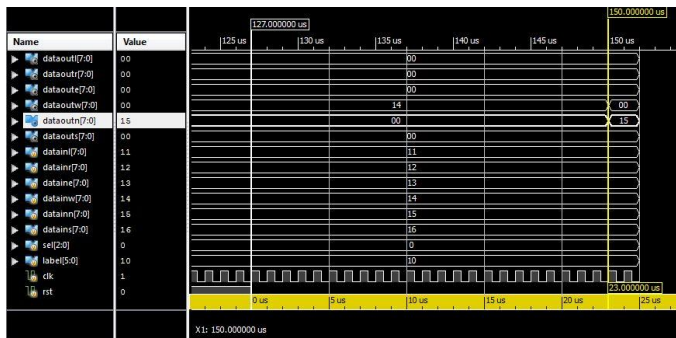 150.000000 us
127.000000 us
Name Value
125 us 130 us 135 us 140 us 145 us 150 us
dataoutl[7:0] 00 00
dataoutr[7:0] 00 00
dataoute[7:0] 00 00
dataoutw[7:0] 00 14 00
dataoutn[7:0] 15 00 15
dataouts[7:0] 00 00
datainl[7:0] 11 11
datainr[7:0] 12 12
dataine[7:0] 13 13
datainw[7:0] 14 14
datainn[7:0] 15 15
datains[7:0] 16 16
sel[2:0] 0 0
label[5:0] 10 10
clk 1
rst 0
23.000000 us
0 us 5 us 10 us 15 us 20 us 25 us
X1: 150.000000 us